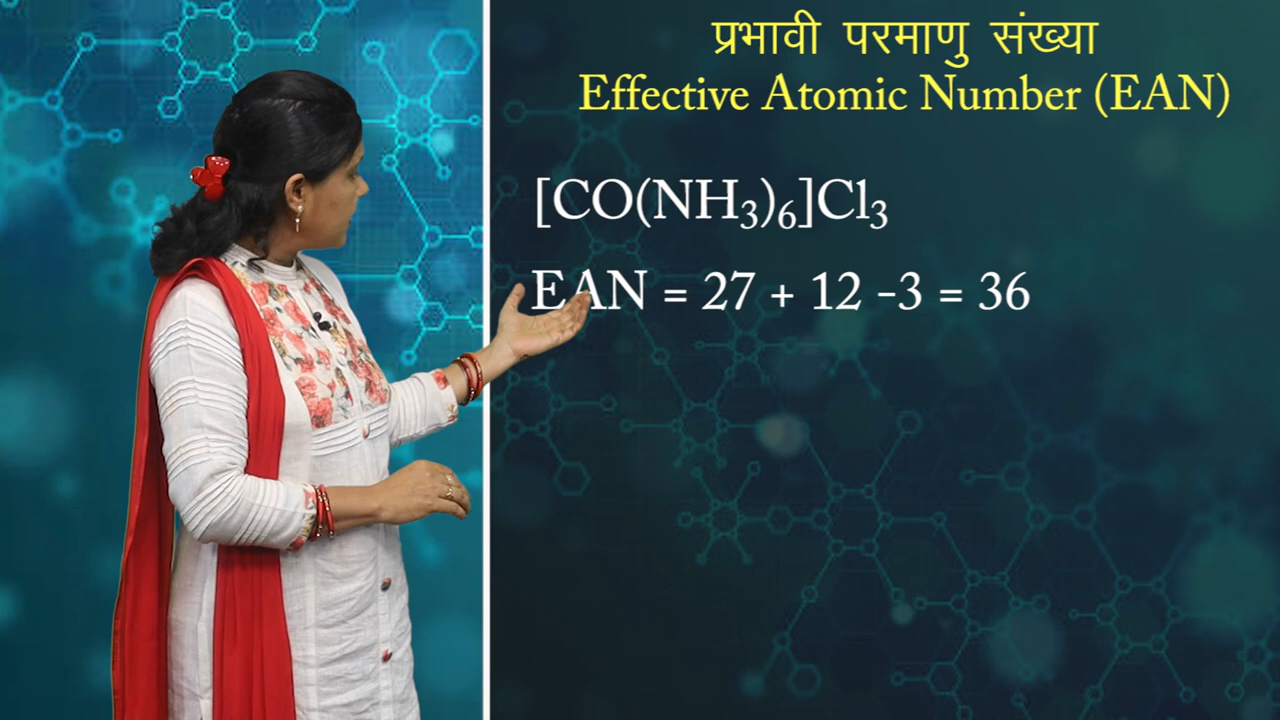 प्रभावी परमाणु संख्या
Effective Atomic Number (EAN)
[CO(NH₃)₆]Cl₃
EAN = 27 + 12 -3 = 36